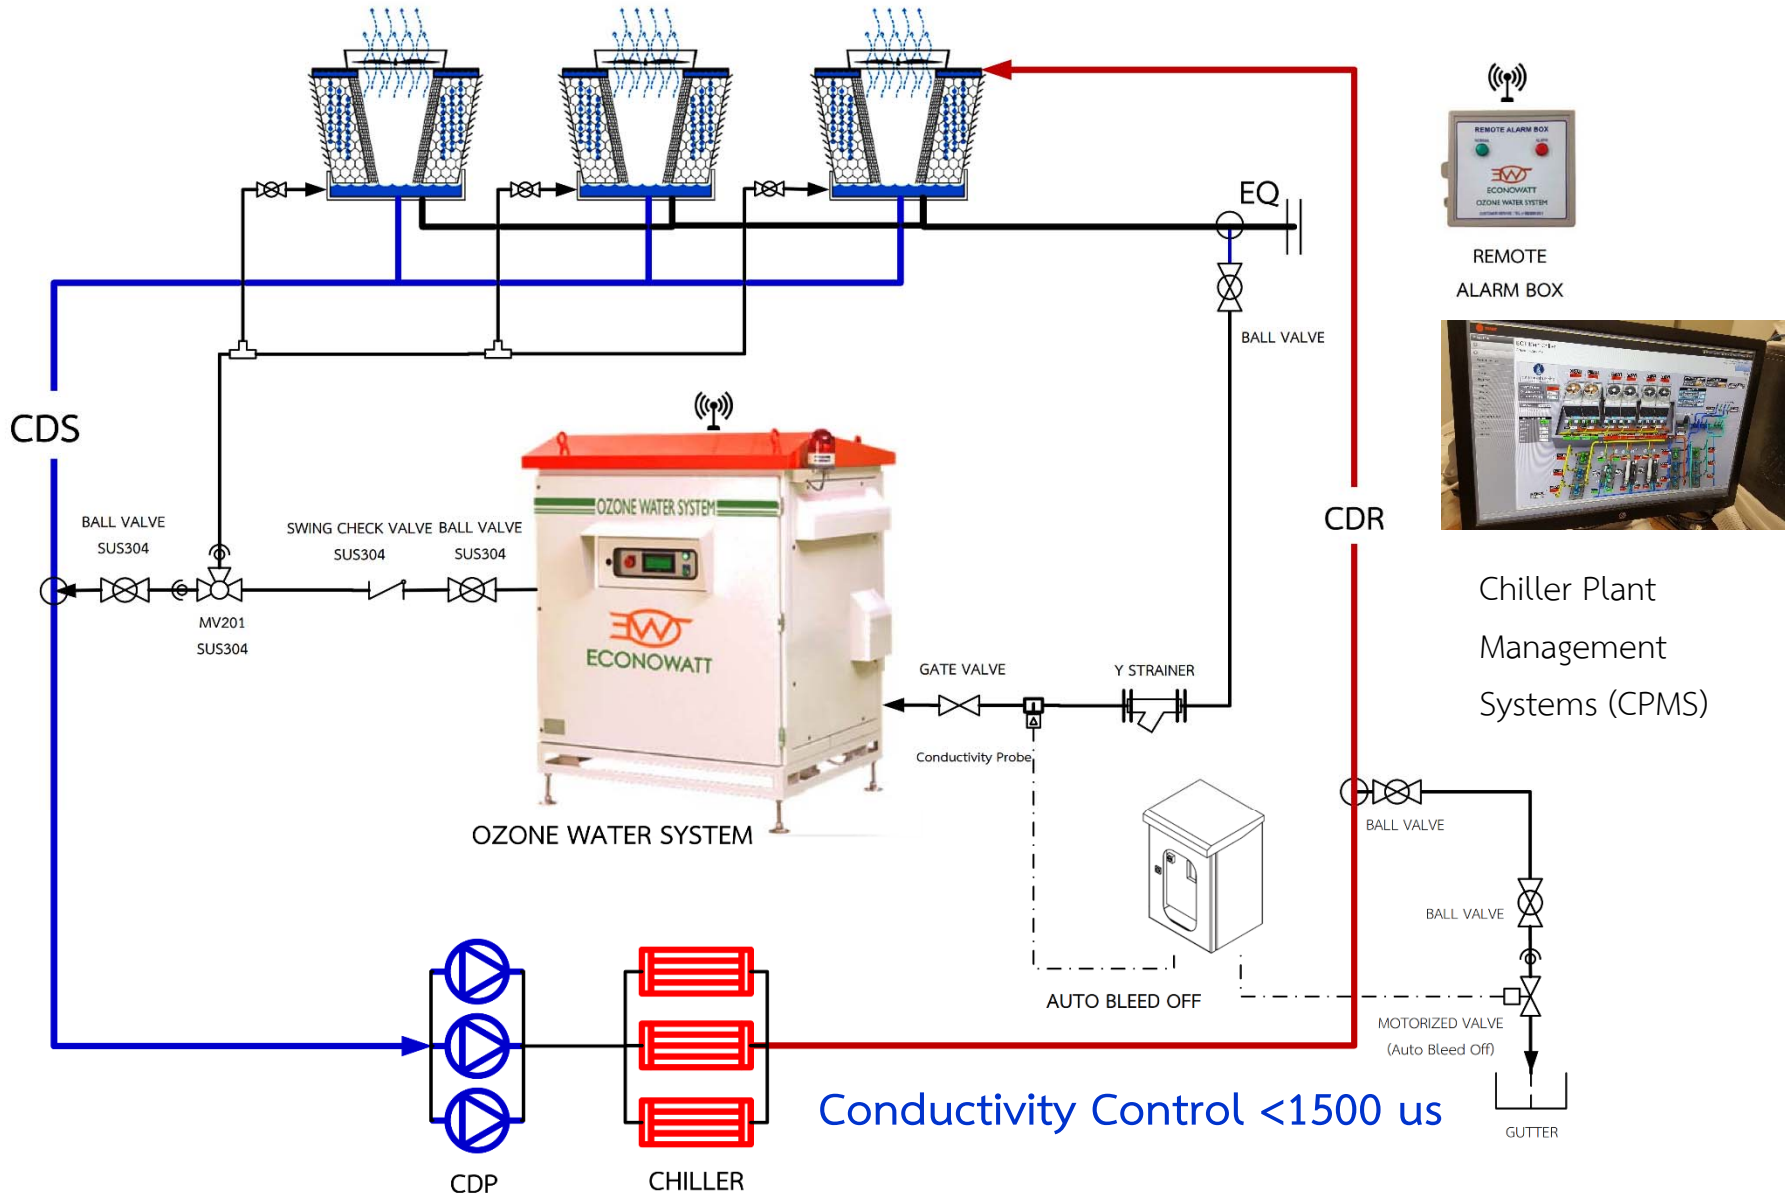 REMOTE ALARM BOX
NORMAL
ALARM
ECONOWATT
OZONE WATER SYSTEM
EQ
REMOTE
ALARM BOX
BALL VALVE
CDS
CDR
OZONE WATER SYSTEM
BALL VALVE
SUS304
SWING CHECK VALVE
SUS304
BALL VALVE
SUS304
MV201
SUS304
ECONOWATT
Chiller Plant
Management
Systems (CPMS)
GATE VALVE
Y STRAINER
Conductivity Probe
OZONE WATER SYSTEM
BALL VALVE
BALL VALVE
AUTO BLEED OFF
MOTORIZED VALVE
(Auto Bleed Off)
Conductivity Control <1500 us
GUTTER
CDP
CHILLER